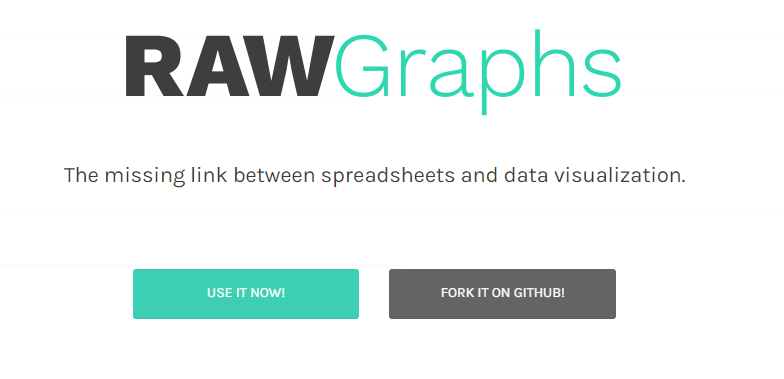 RAWGraphs
The missing link between spreadsheets and data visualization.
USE IT NOW! FORK IT ON GITHUB!